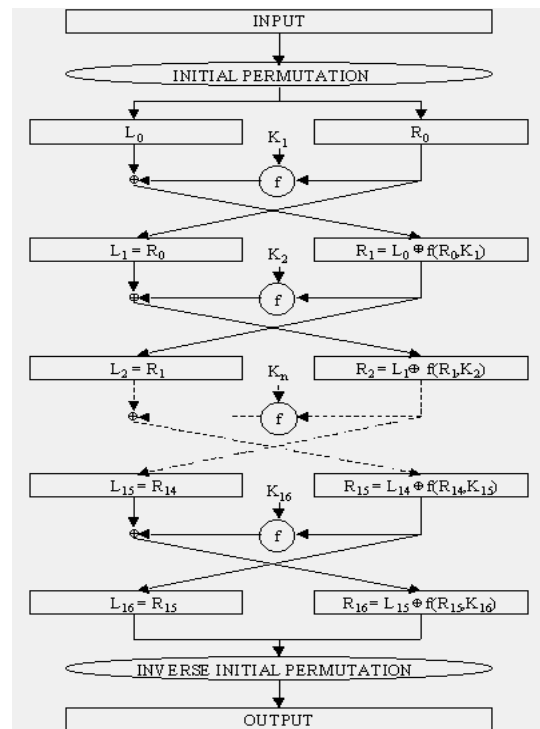 INPUT
INITIAL PERMUTATION
L₀ R₀
K₁
⊕ f
L₁ = R₀ R₁ = L₀ ⊕ f(R₀,K₁)
K₂
⊕ f
L₂ = R₁ R₂ = L₁⊕ f(R₁,K₂)
Kₙ
⊕ f
L₁₅ = R₁₄ R₁₅ = L₁₄ ⊕ f(R₁₄,K₁₅)
K₁₆
⊕ f
L₁₆ = R₁₅ R₁₆ = L₁₅ ⊕ f(R₁₅,K₁₆)
INVERSE INITIAL PERMUTATION
OUTPUT